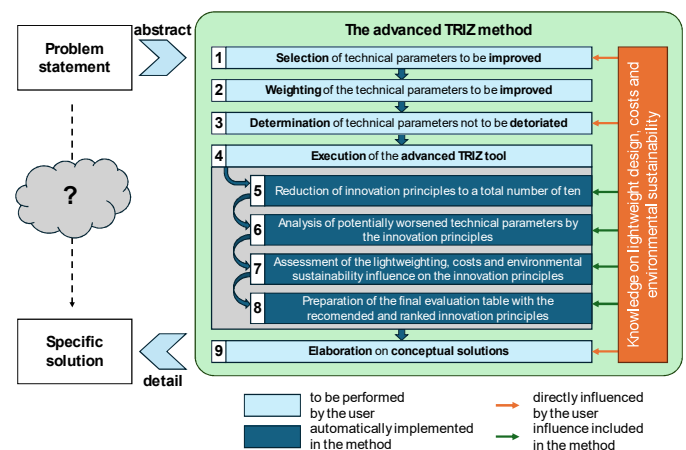 Problem
statement
abstract
The advanced TRIZ method
1 Selection of technical parameters to be improved
2 Weighting of the technical parameters to be improved
3 Determination of technical parameters not to be detoriated
4 Execution of the advanced TRIZ tool
5 Reduction of innovation principles to a total number of ten
6 Analysis of potentially worsened technical parameters by
the innovation principles
7 Assessment of the lightweighting, costs and environmental
sustainability influence on the innovation principles
8 Preparation of the final evaluation table with the
recomended and ranked innovation principles
9 Elaboration on conceptual solutions
Knowledge on lightweight design, costs and
environmental sustainability
?
Specific
solution
detail
to be performed
by the user
automatically implemented
in the method
directly influenced
by the user
influence included
in the method